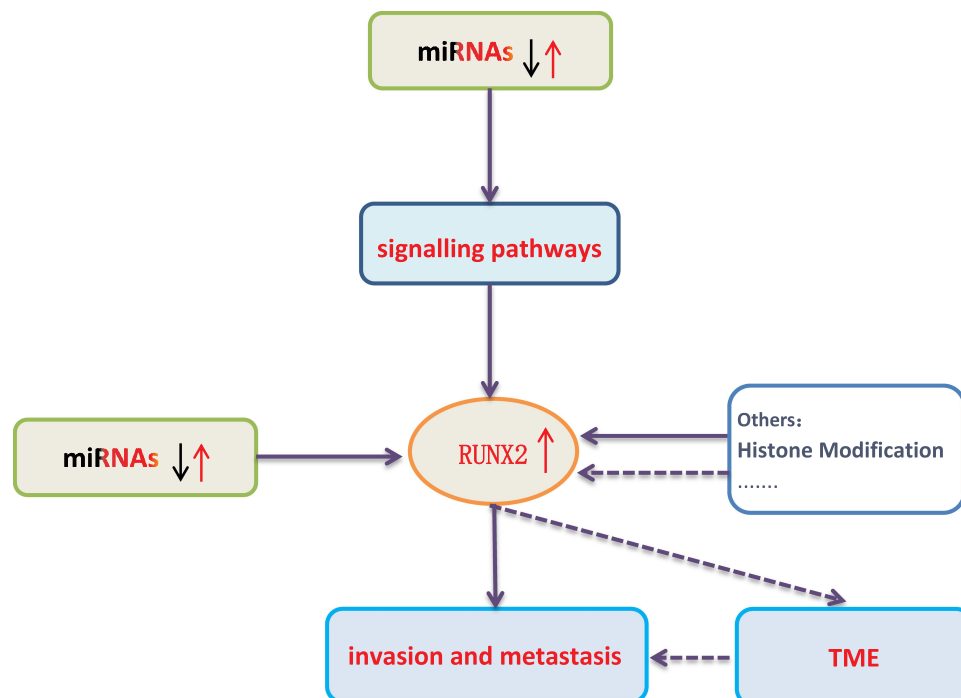 miRNAs ↓↑
signalling pathways
Others：
Histone Modification
.......
miRNAs ↓↑
RUNX2 ↑
invasion and metastasis
TME